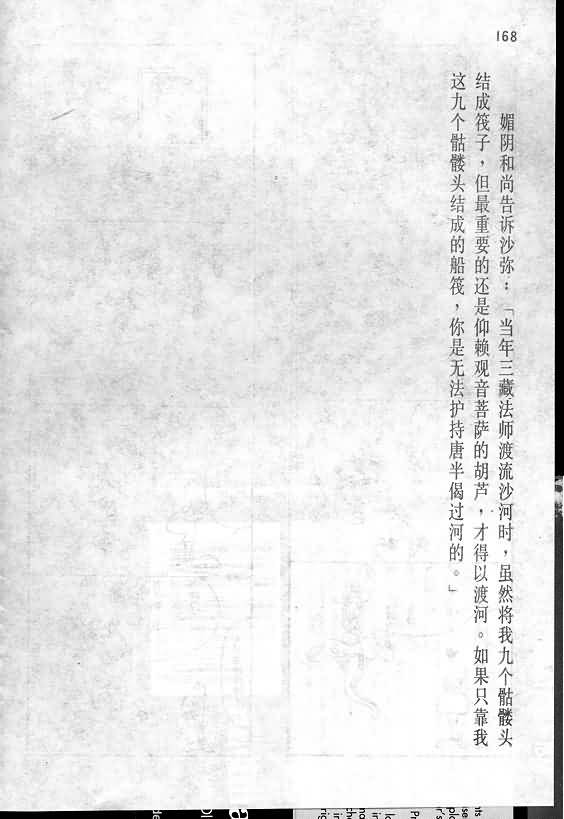 168
媚阴和尚告诉沙弥：「当年三藏法师渡流沙河时，虽然将我九个骷髅头
结成筏子，但最重要的还是仰赖观音菩萨的胡芦，才得以渡河。如果只靠我
这九个骷髅头结成的船筏，你是无法护持唐半偈过河的。」